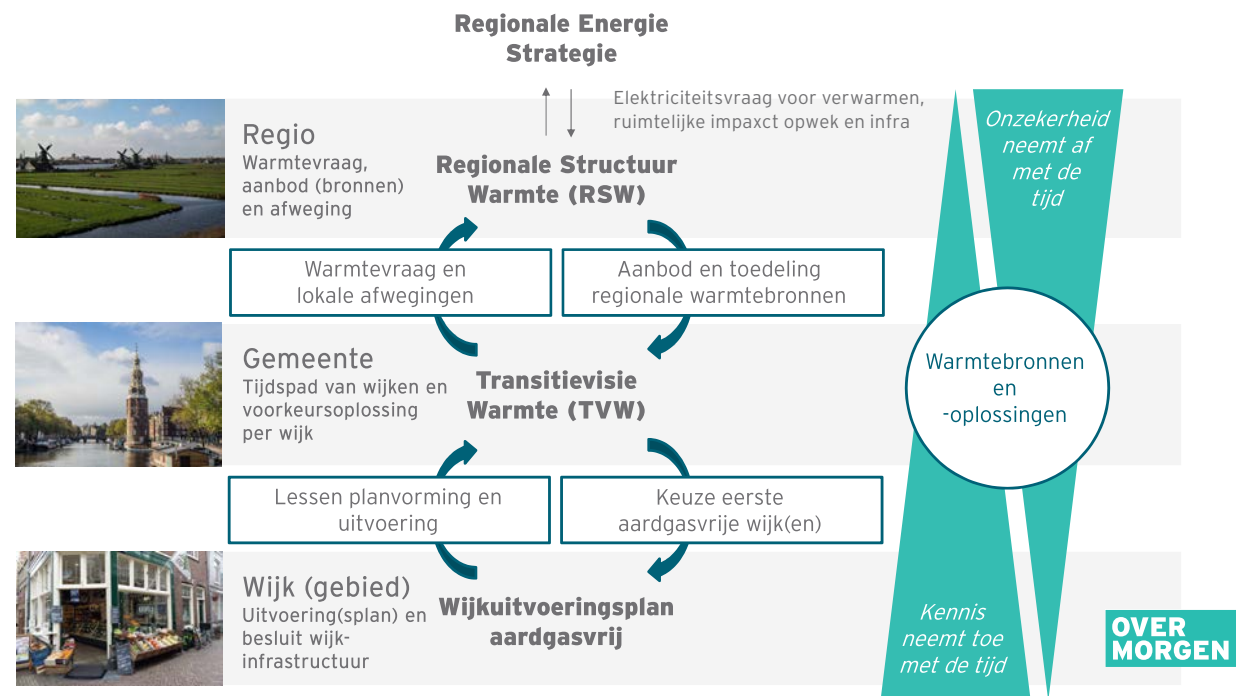 Regionale Energie
Strategie
Elektriciteitsvraag voor verwarmen,
ruimtelijke impaxct opwek en infra
Regio
Warmtevraag,
aanbod (bronnen)
en afweging
Regionale Structuur
Warmte (RSW)
Onzekerheid
neemt af
met de
tijd
Warmtevraag en
lokale afwegingen
Aanbod en toedeling
regionale warmtebronnen
Gemeente
Tijdspad van wijken en
voorkeursoplossing
per wijk
Transitievisie
Warmte (TVW)
Warmtebronnen
en
-oplossingen
Lessen planvorming en
uitvoering
Keuze eerste
aardgasvrije wijk(en)
Wijk (gebied)
Uitvoering(splan) en
besluit wijk-
infrastructuur
Wijkuitvoeringsplan
aardgasvrij
Kennis
neemt toe
met de tijd
OVER
MORGEN